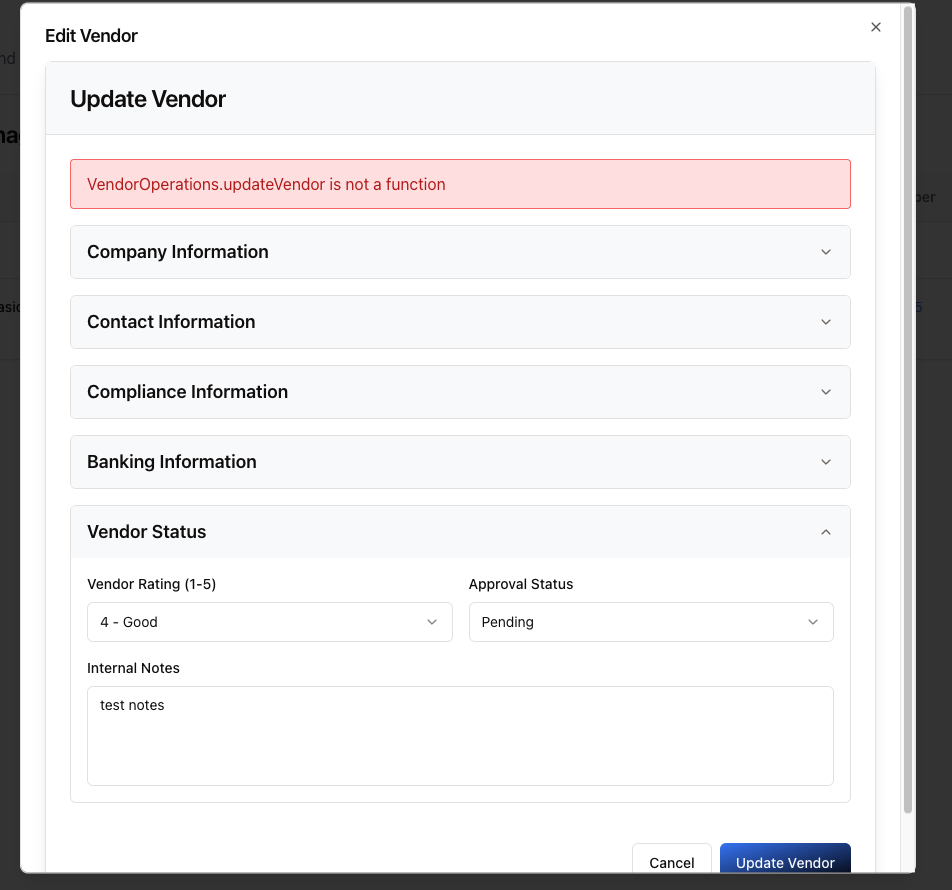 Edit Vendor
nd
Update Vendor
VendorOperations.updateVendor is not a function
Company Information
Contact Information
Compliance Information
Banking Information
Vendor Status
Vendor Rating (1-5)
Approval Status
4 - Good
Pending
Internal Notes
test notes
Cancel
Update Vendor